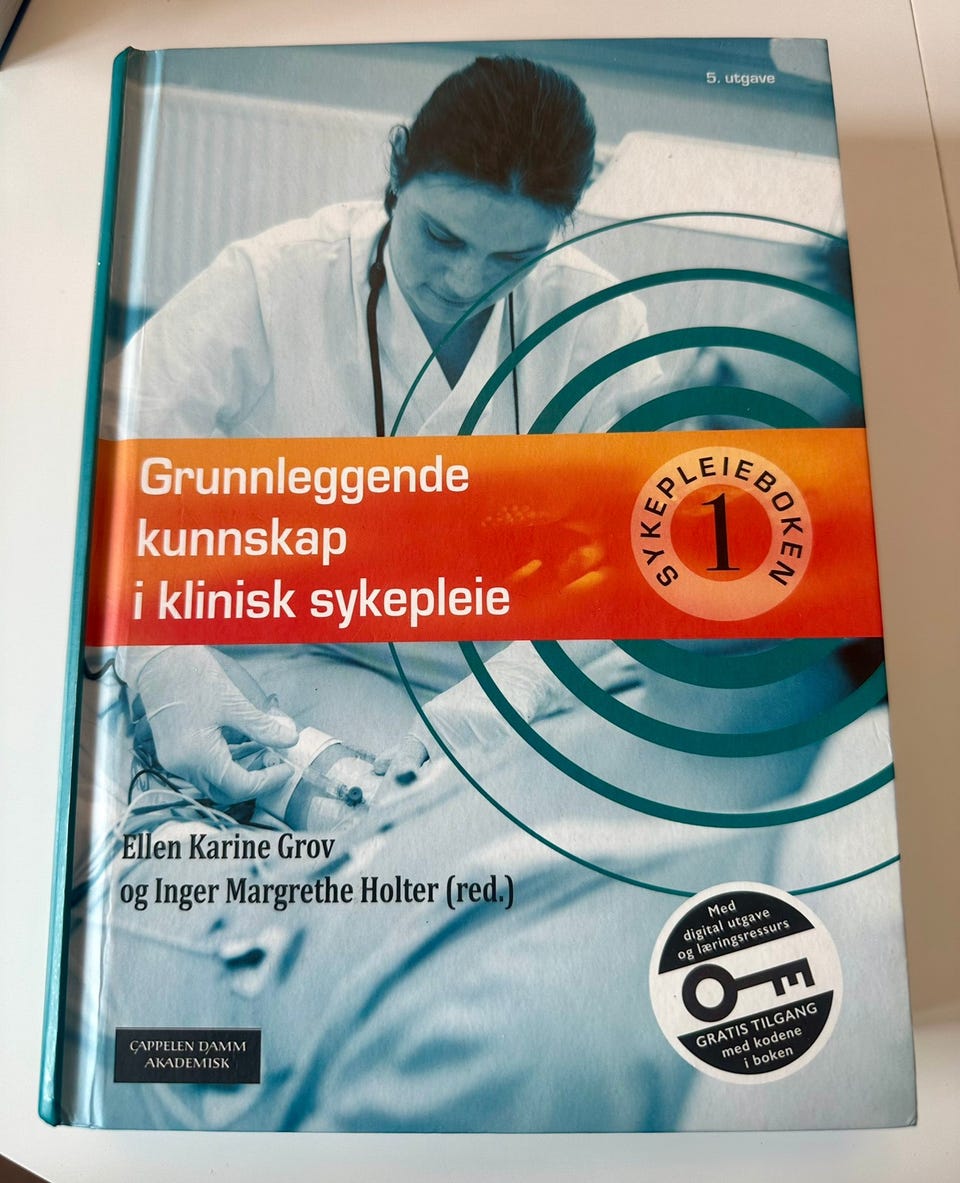 5. utgave
Grunnleggende
kunnskap
i klinisk sykepleie
SYKEPLEIEBOKEN
1
Ellen Karine Grov
og Inger Margrethe Holter (red.)
Med
digital utgave
og læringsressurs
GRATIS TILGANG
med kodene
i boken
CAPPELEN DAMM
AKADEMISK